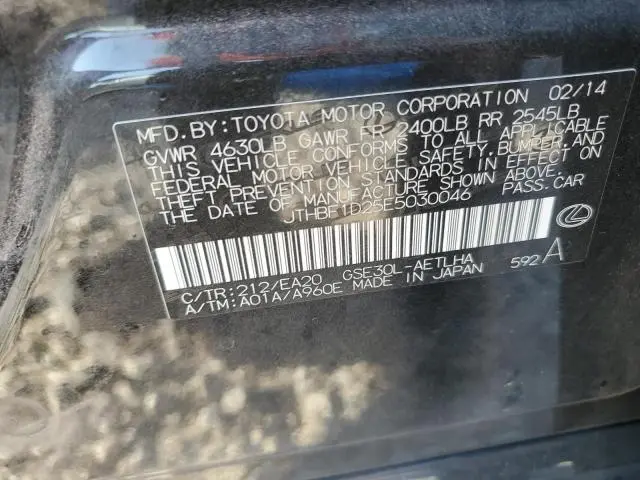 MFD. BY: TOYOTA MOTOR CORPORATION 02/14
GVWR 4630LB GAWR FR 2400LB RR 2545LB
THIS VEHICLE CONFORMS TO ALL APPLICABLE
FEDERAL MOTOR VEHICLE SAFETY, BUMPER, AND
THEFT PREVENTION STANDARDS IN EFFECT ON
THE DATE OF MANUFACTURE SHOWN ABOVE.
JTHBF1D25E5030046 PASS. CAR
C/TR: 212/EA20 GSE30L-AETLHA
A/TM: A01A/A960E MADE IN JAPAN 592 A